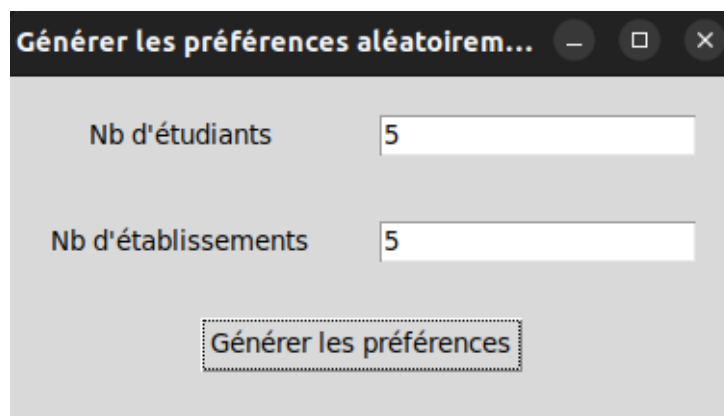 Générer les préférences aléatoirem...
Nb d'étudiants 5
Nb d'établissements 5
Générer les préférences